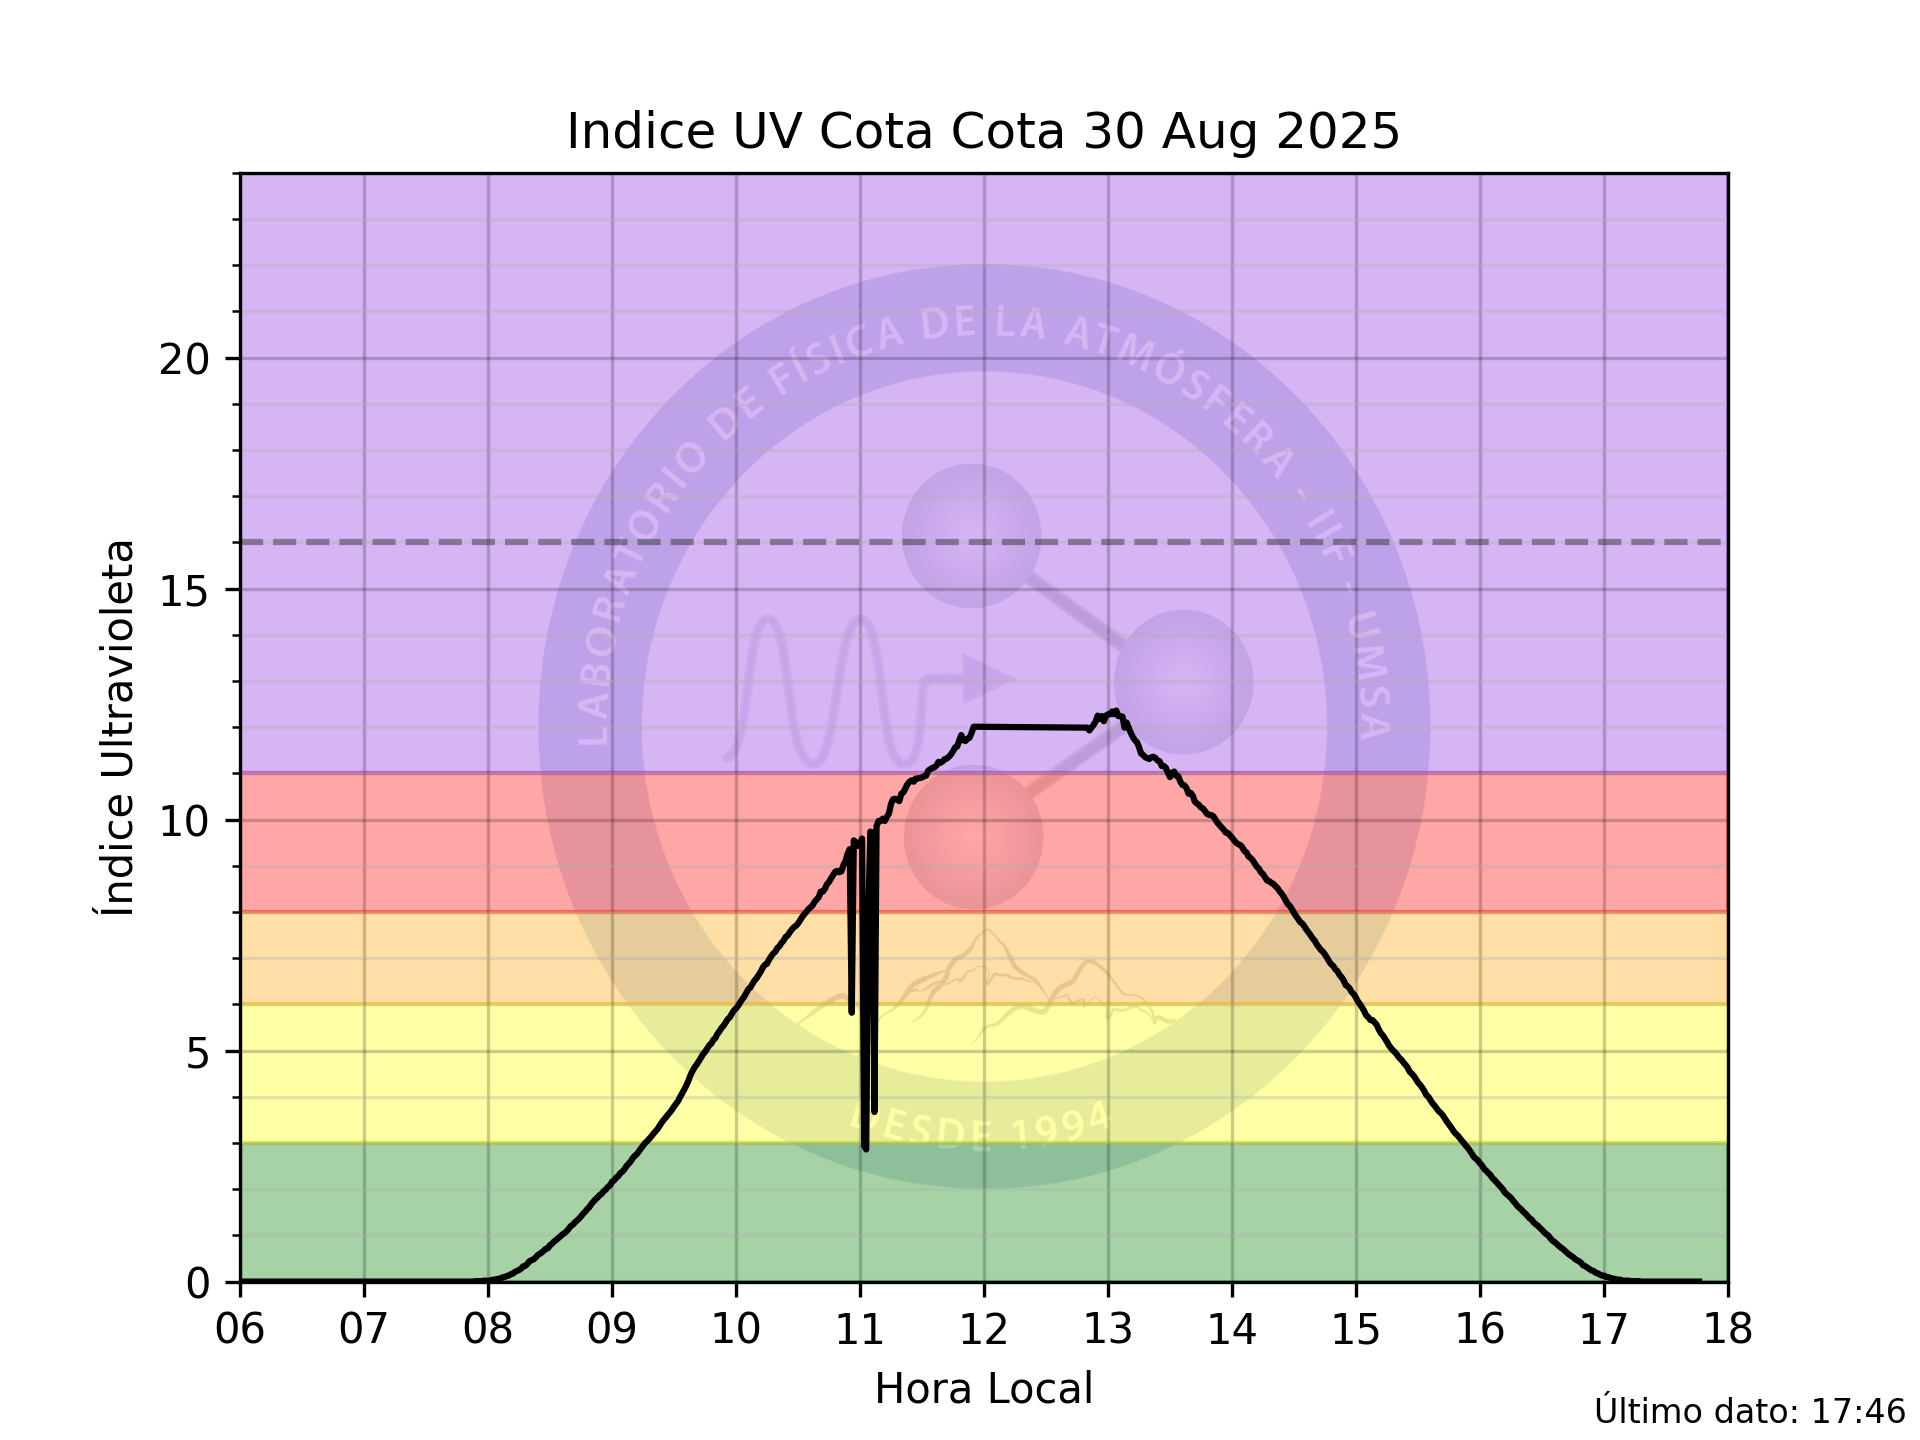 Indice UV Cota Cota 30 Aug 2025
Índice Ultravioleta
20
15
10
5
0
LABORATORIO DE FÍSICA DE LA ATMÓSFERA - IIF - UMSA
DESDE 1994
06 07 08 09 10 11 12 13 14 15 16 17 18
Hora Local
Último dato: 17:46